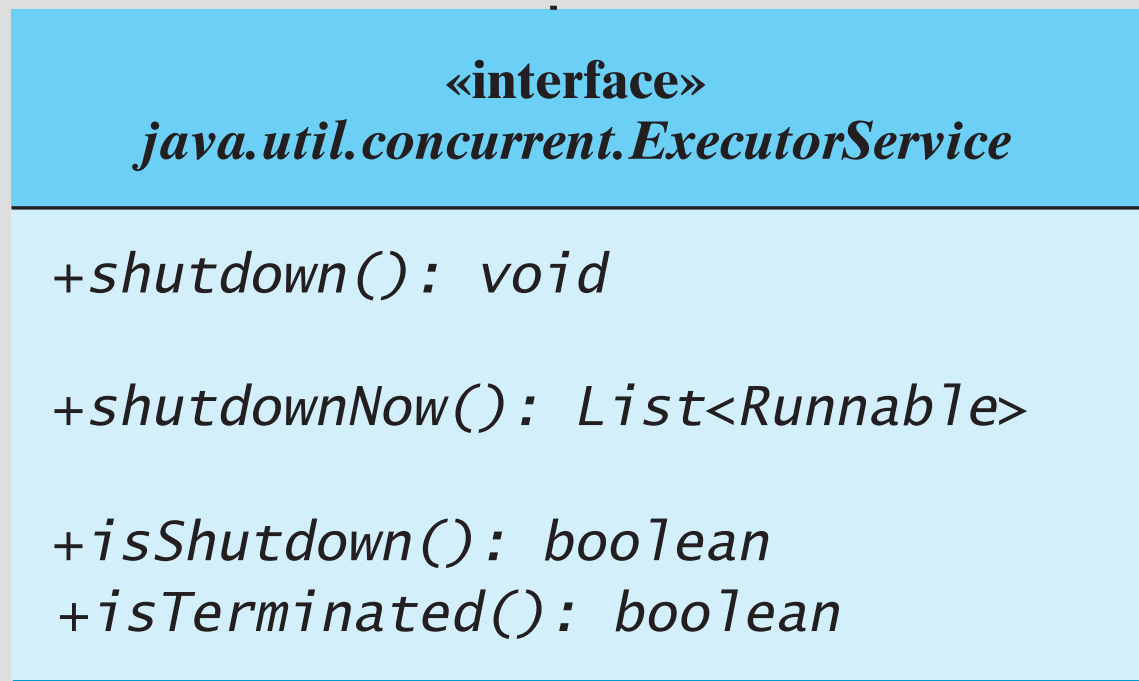 «interface»
java.util.concurrent.ExecutorService
+shutdown(): void
+shutdownNow(): List<Runnable>
+isShutdown(): boolean
+isTerminated(): boolean